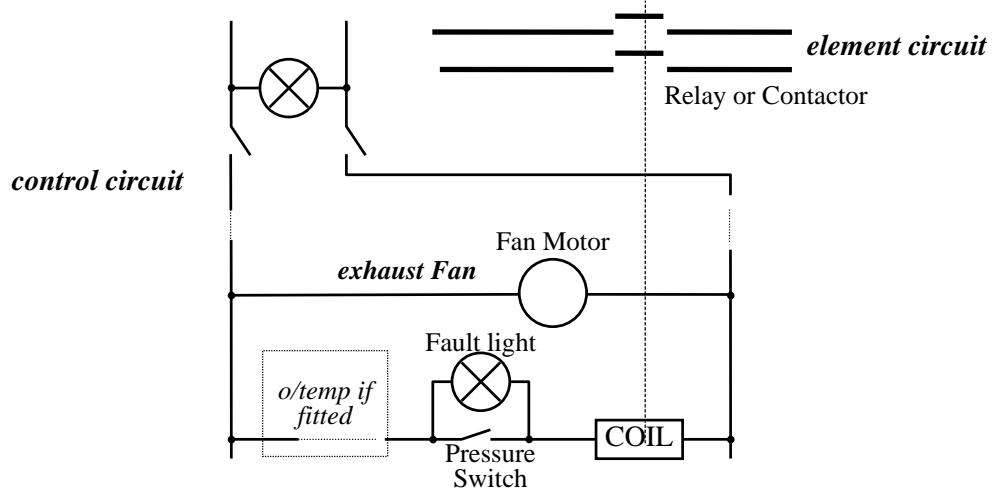 element circuit
Relay or Contactor
control circuit
Fan Motor
exhaust Fan
Fault light
o/temp if
fitted
COIL
Pressure
Switch